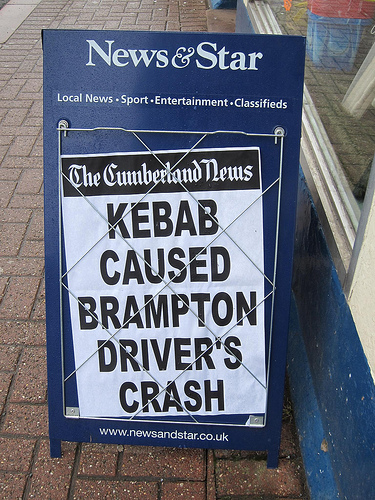 News & Star
Local News • Sport • Entertainment • Classifieds
The Cumberland News
KEBAB
CAUSED
BRAMPTON
DRIVER'S
CRASH
www.newsandstar.co.uk